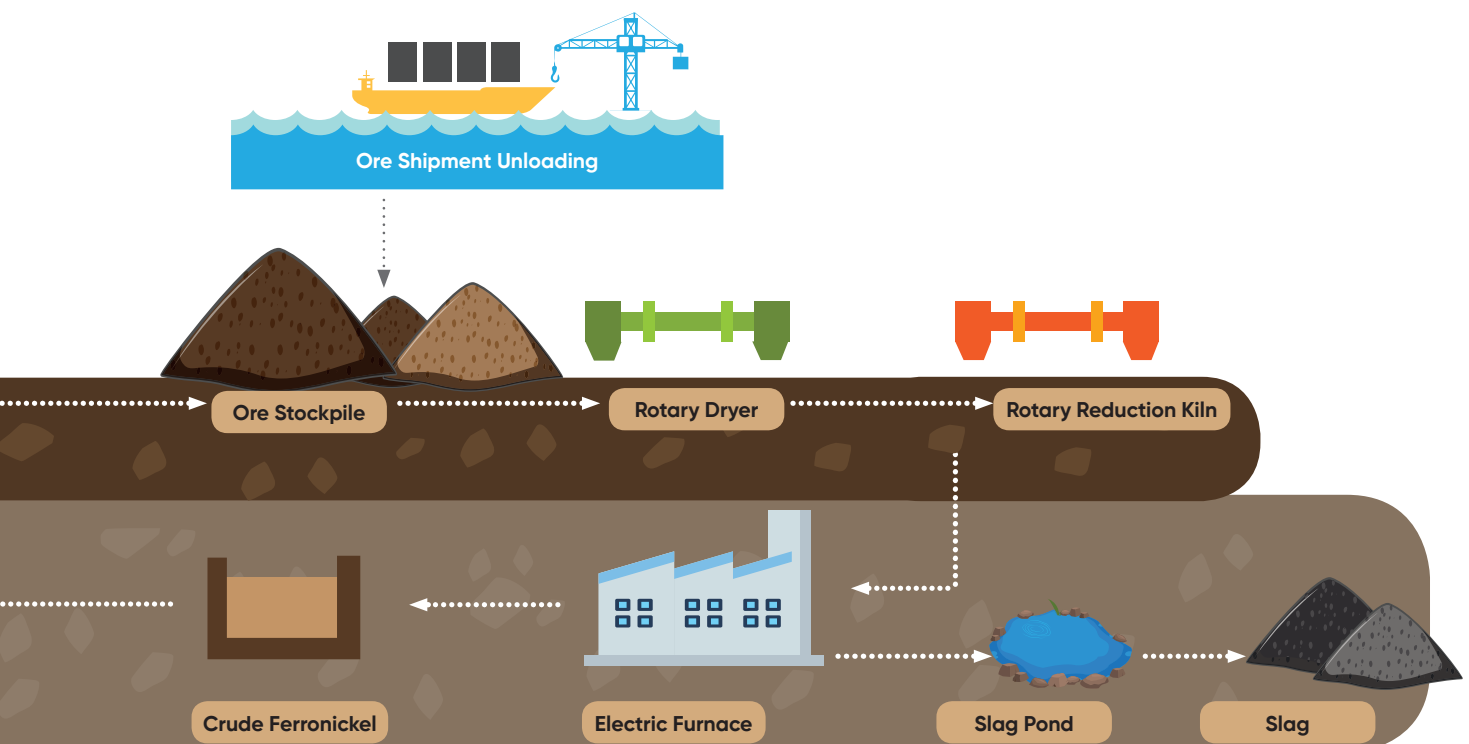 Ore Shipment Unloading
Ore Stockpile
Rotary Dryer
Rotary Reduction Kiln
Crude Ferronickel
Electric Furnace
Slag Pond
Slag